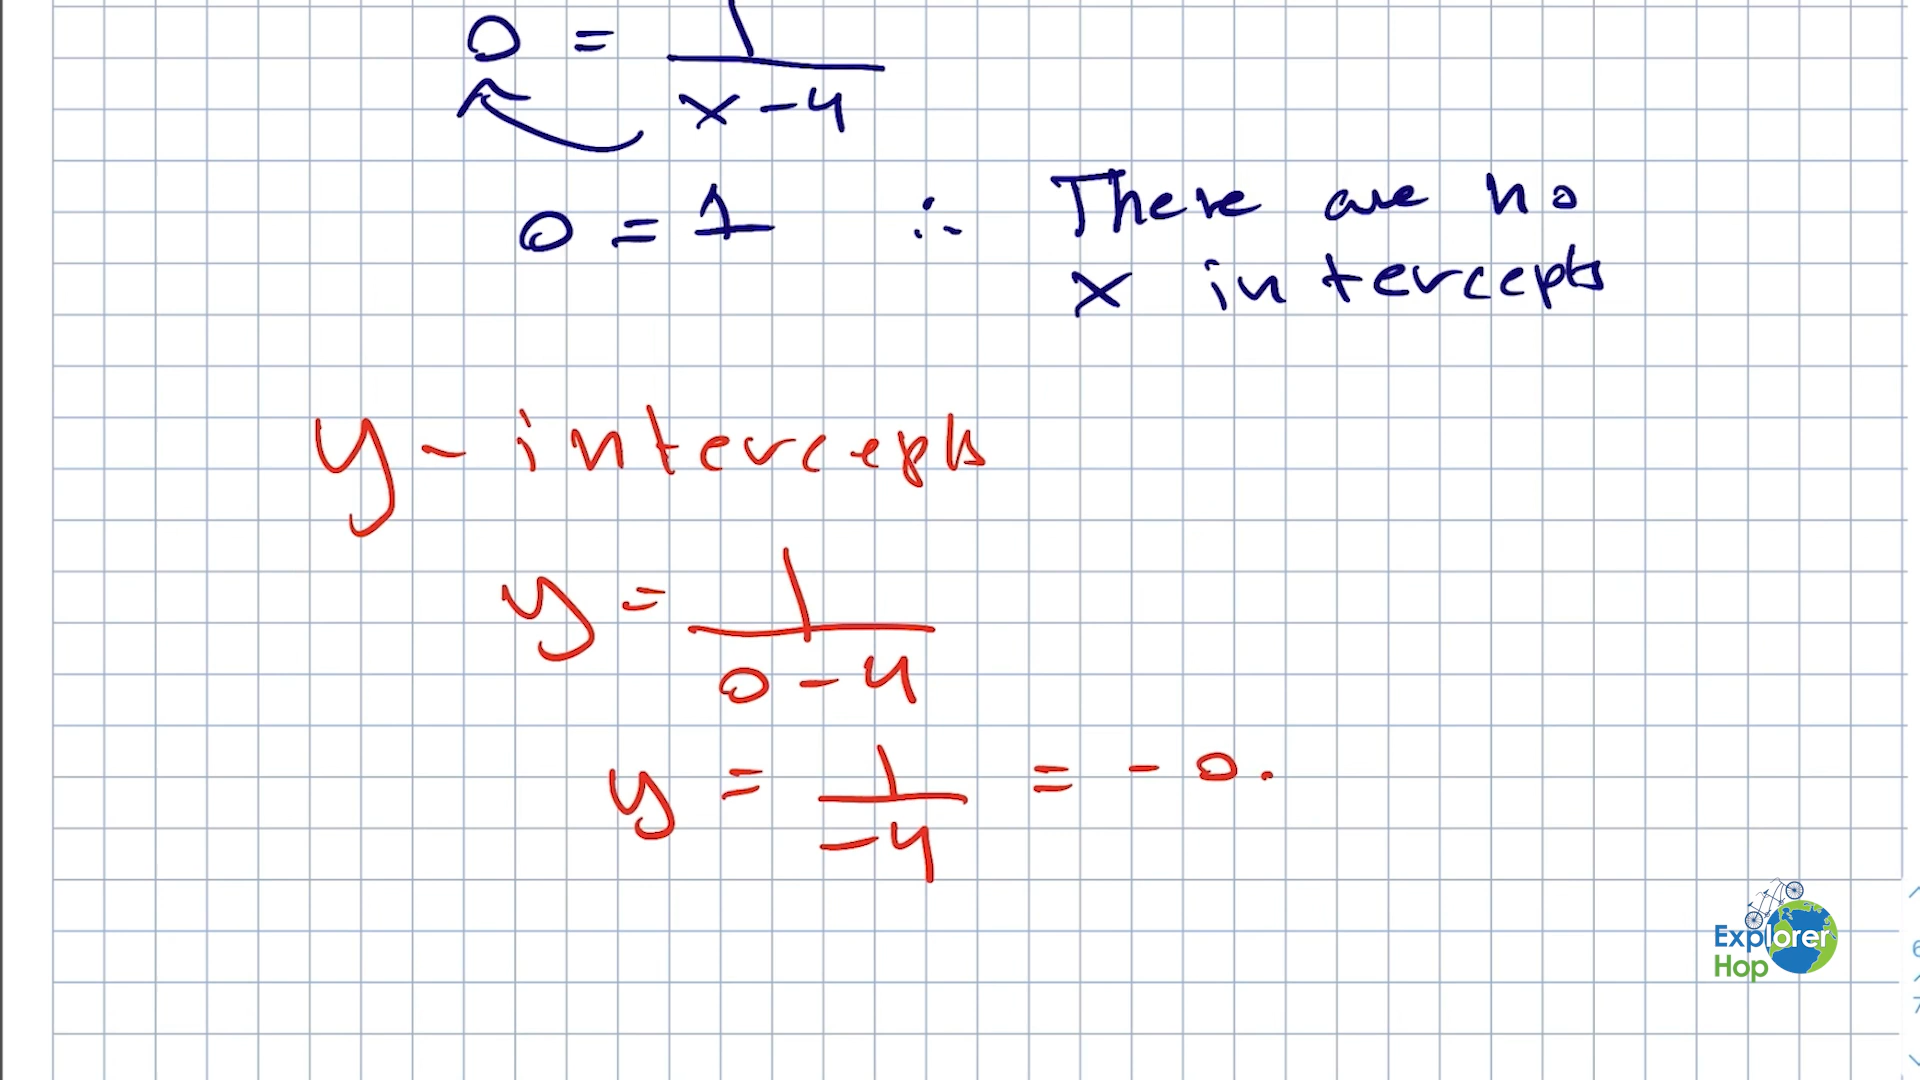 0 = 1/(x-4)
0 = 1 ∴ There are no
x intercepts
y-intercepts
y = 1/(0-4)
y = 1/-4 = -0.
Explorer
Hop